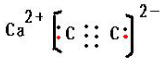 Ca²⁺ [:C ⋮⋮ C:]²⁻